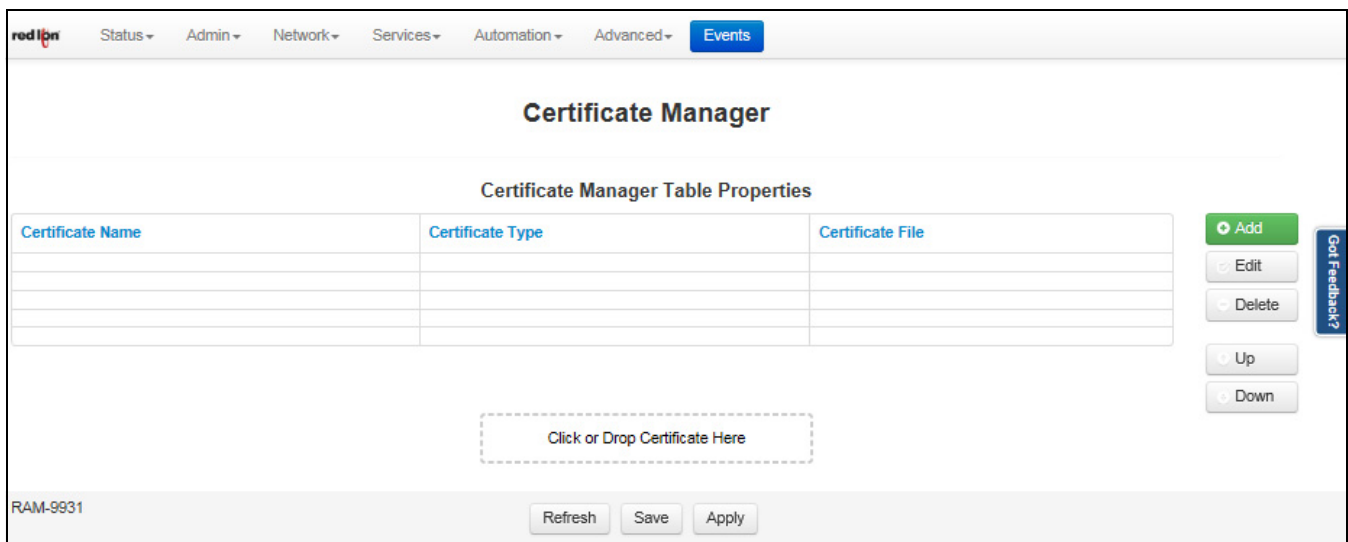 red lion Status Admin Network Services Automation Advanced Events
Certificate Manager
Certificate Manager Table Properties
Certificate Name Certificate Type Certificate File
Add
Edit
Delete
Up
Down
Got Feedback?
Click or Drop Certificate Here
RAM-9931
Refresh Save Apply